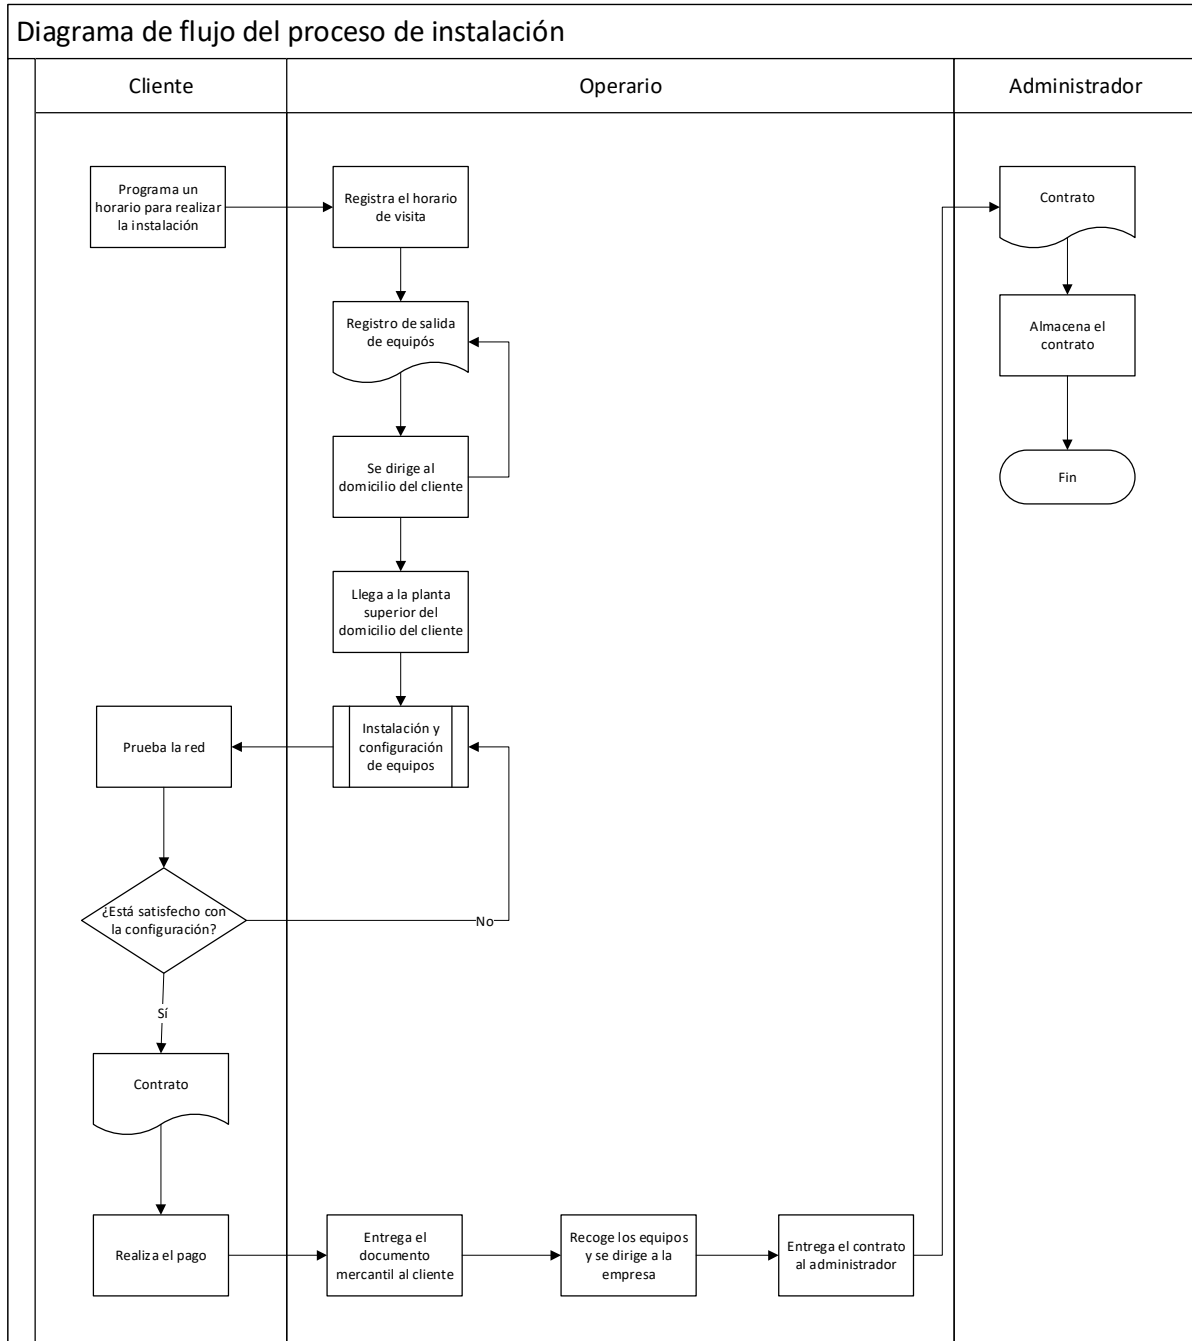 Diagrama de flujo del proceso de instalación
Cliente
Operario
Administrador
Programa un
horario para realizar
la instalación
Registra el horario
de visita
Contrato
Registro de salida
de equipós
Almacena el
contrato
Se dirige al
domicilio del cliente
Fin
Llega a la planta
superior del
domicilio del cliente
Prueba la red
Instalación y
configuración
de equipos
¿Está satisfecho con
la configuración?
No
Sí
Contrato
Realiza el pago
Entrega el
documento
mercantil al cliente
Recoge los equipos
y se dirige a la
empresa
Entrega el contrato
al administrador